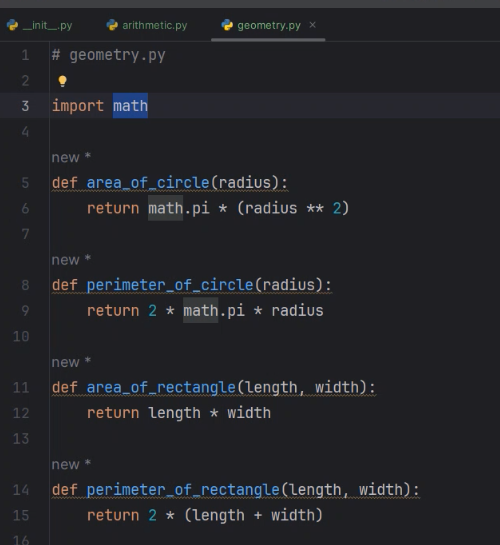 __init__.py arithmetic.py geometry.py ×
1 # geometry.py
2
3 import math
4
new *
5 def area_of_circle(radius):
6     return math.pi * (radius ** 2)
7
new *
8 def perimeter_of_circle(radius):
9     return 2 * math.pi * radius
10
new *
11 def area_of_rectangle(length, width):
12     return length * width
13
new *
14 def perimeter_of_rectangle(length, width):
15     return 2 * (length + width)
16